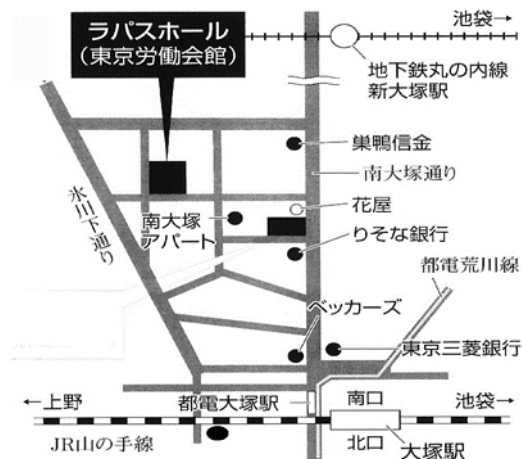 ラパスホール
(東京労働会館)
池袋→
地下鉄丸の内線
新大塚駅
巣鴨信金
南大塚通り
氷川下通り
花屋
南大塚
アパート
りそな銀行
都電荒川線
ベッカーズ
東京三菱銀行
←上野
都電大塚駅
南口
池袋→
JR山の手線
北口
大塚駅